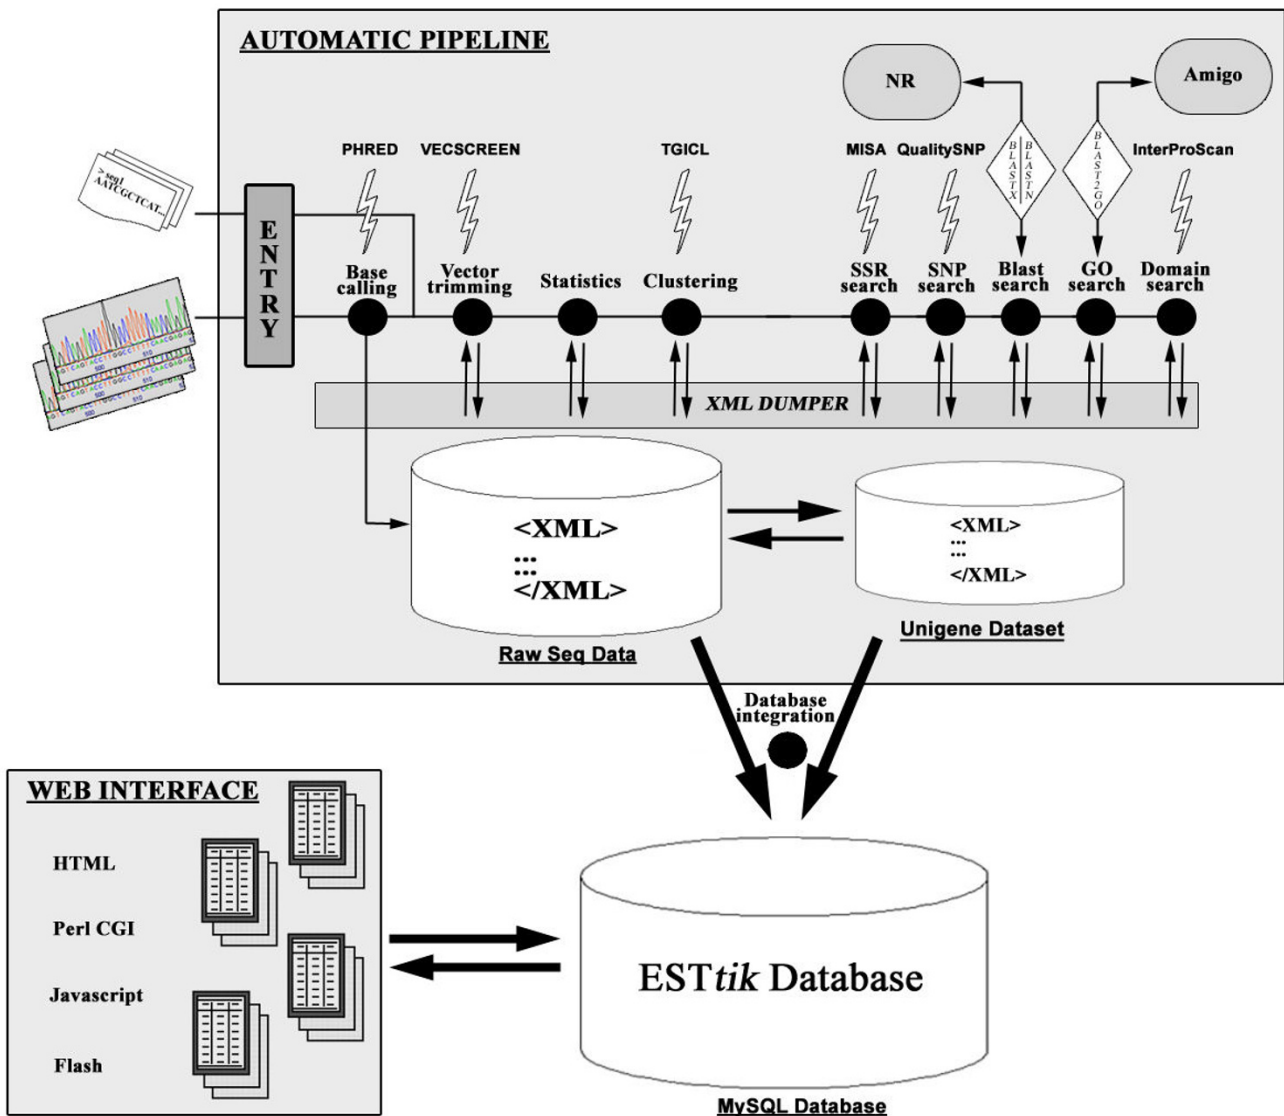 AUTOMATIC PIPELINE
NR
Amigo
PHRED
VECSCREEN
TGICL
MISA
QualitySNP
BLASTX
BLASTN
BLAST2GO
InterProScan
> seq1
AATCGCTCAT...
ENTRY
Base
calling
Vector
trimming
Statistics
Clustering
SSR
search
SNP
search
Blast
search
GO
search
Domain
search
XML DUMPER
<XML>
...
...
</XML>
Raw Seq Data
<XML>
...
...
</XML>
Unigene Dataset
Database
integration
WEB INTERFACE
HTML
Perl CGI
Javascript
Flash
ESTtik Database
MySQL Database